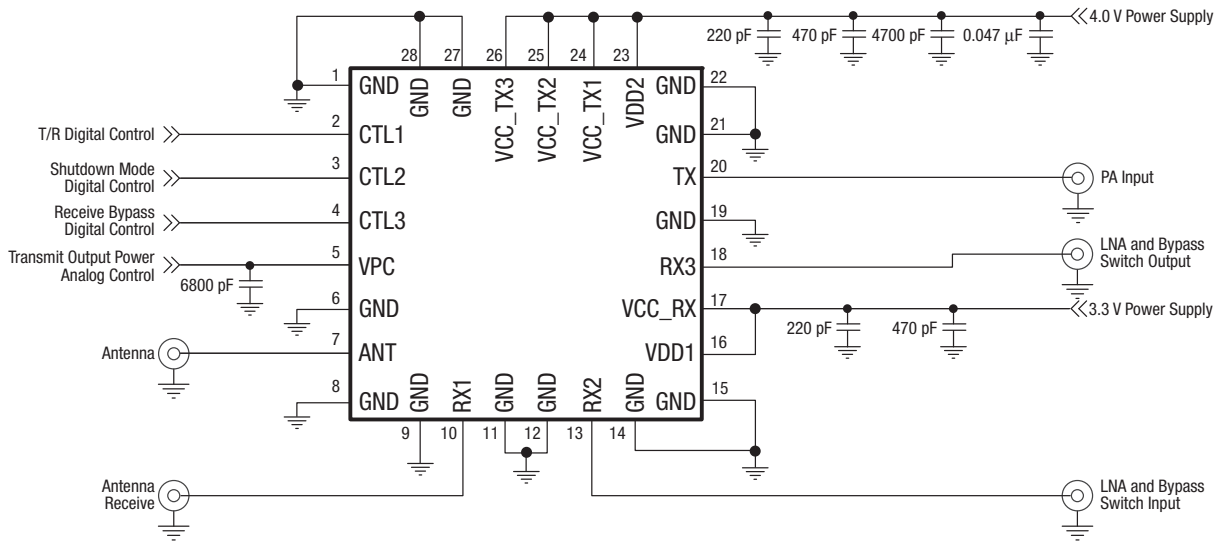 4.0 V Power Supply
220 pF
470 pF
4700 pF
0.047 μF
28
27
26
25
24
23
GND
GND
VCC_TX3
VCC_TX2
VCC_TX1
VDD2
1
GND
GND
22
T/R Digital Control
2
CTL1
GND
21
Shutdown Mode
Digital Control
3
CTL2
TX
20
PA Input
Receive Bypass
Digital Control
4
CTL3
GND
19
Transmit Output Power
Analog Control
5
VPC
6800 pF
RX3
18
LNA and Bypass
Switch Output
6
GND
VCC_RX
17
3.3 V Power Supply
220 pF
470 pF
Antenna
7
ANT
VDD1
16
8
GND
GND
15
GND
RX1
GND
GND
RX2
GND
9
10
11
12
13
14
Antenna
Receive
LNA and Bypass
Switch Input